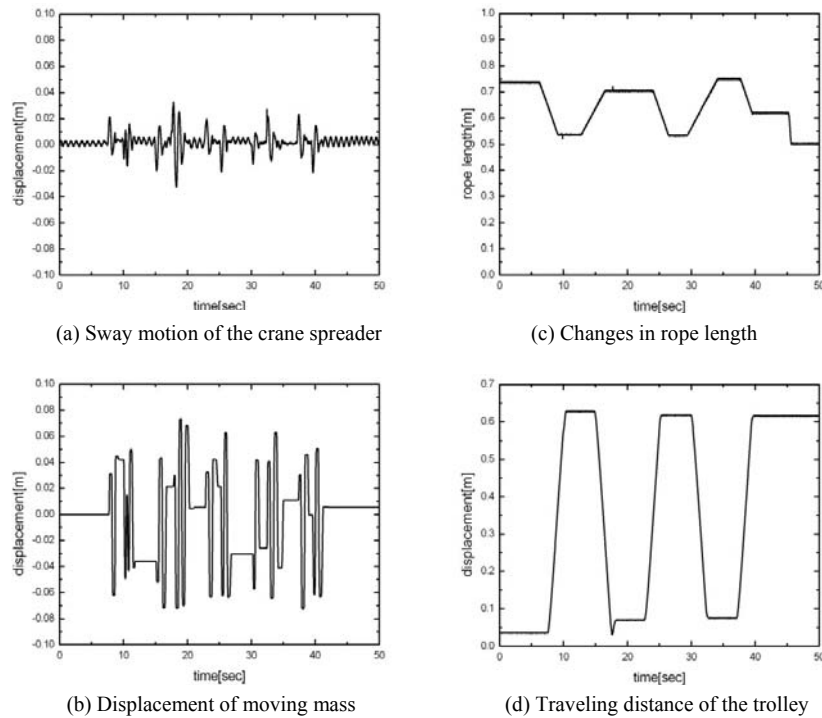 0.10
0.08
0.06
0.04
0.02
0.00
-0.02
-0.04
-0.06
-0.08
-0.10
displacement[m]
0 10 20 30 40 50
time[sec]
(a) Sway motion of the crane spreader
1.0
0.9
0.8
0.7
0.6
0.5
0.4
0.3
0.2
0.1
0.0
rope length[m]
0 10 20 30 40 50
time[sec]
(c) Changes in rope length
0.10
0.08
0.06
0.04
0.02
0.00
-0.02
-0.04
-0.06
-0.08
-0.10
displacement[m]
0 10 20 30 40 50
time[sec]
(b) Displacement of moving mass
0.7
0.6
0.5
0.4
0.3
0.2
0.1
0.0
displacement[m]
0 10 20 30 40 50
time[sec]
(d) Traveling distance of the trolley